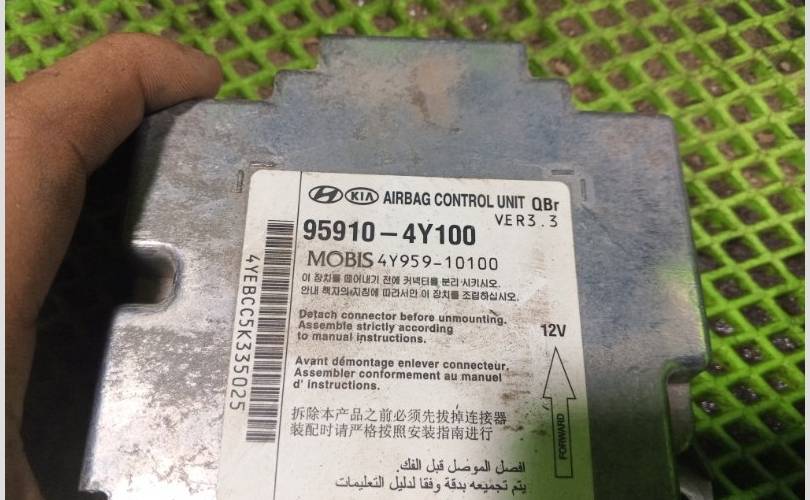 HYUNDAI KIA AIRBAG CONTROL UNIT QBr
VER3.3
95910-4Y100
MOBIS 4Y959-10100
이 장치를 떼어내기 전에 커넥터를 분리 시키시오.
안내 책자의 지침에 따라서만 이 장치를 조립하십시오.
Detach connector before unmounting.
Assemble strictly according
to manual instructions.
12V
Avant démontage enlever connecteur.
Assembler conformement au manuel
d' instructions.
FORWARD
拆除本产品之前必须先拔掉连接器
装配时请严格按照安装指南进行
افصل الموصل قبل الفك.
يتم تجميعه بدقة وفقا لدليل التعليمات
4YEBCC5K335025